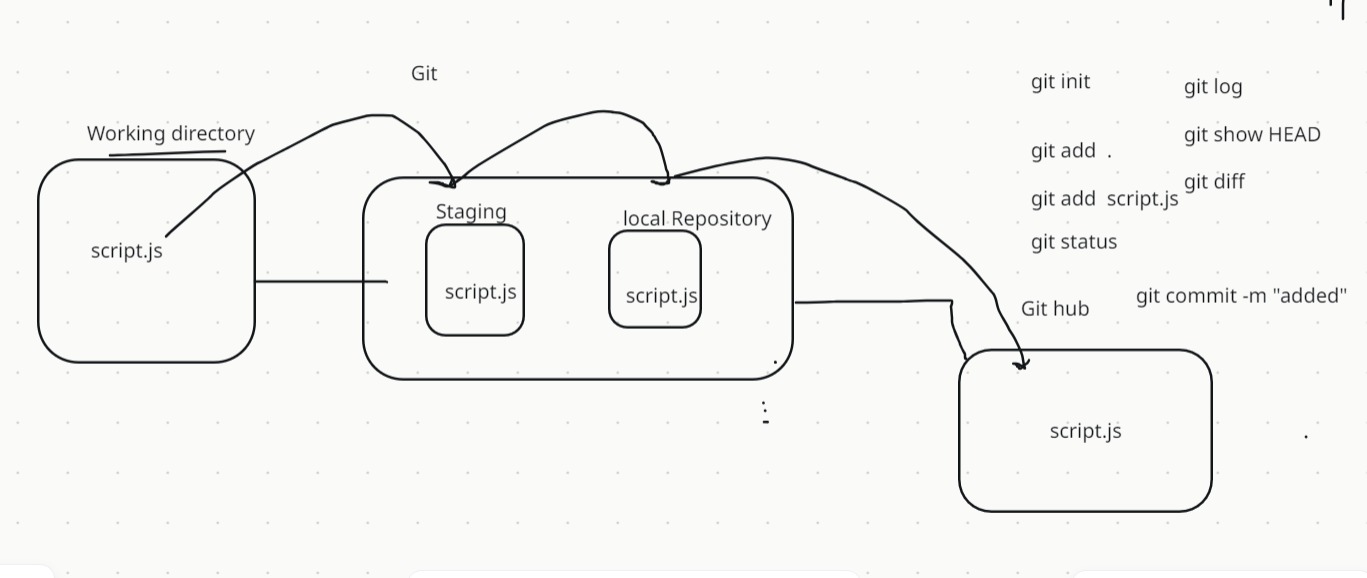 Git
git init
git log
Working directory
git show HEAD
git add .
git diff
git add script.js
Staging
local Repository
git status
script.js
script.js
script.js
git commit -m "added"
Git hub
script.js